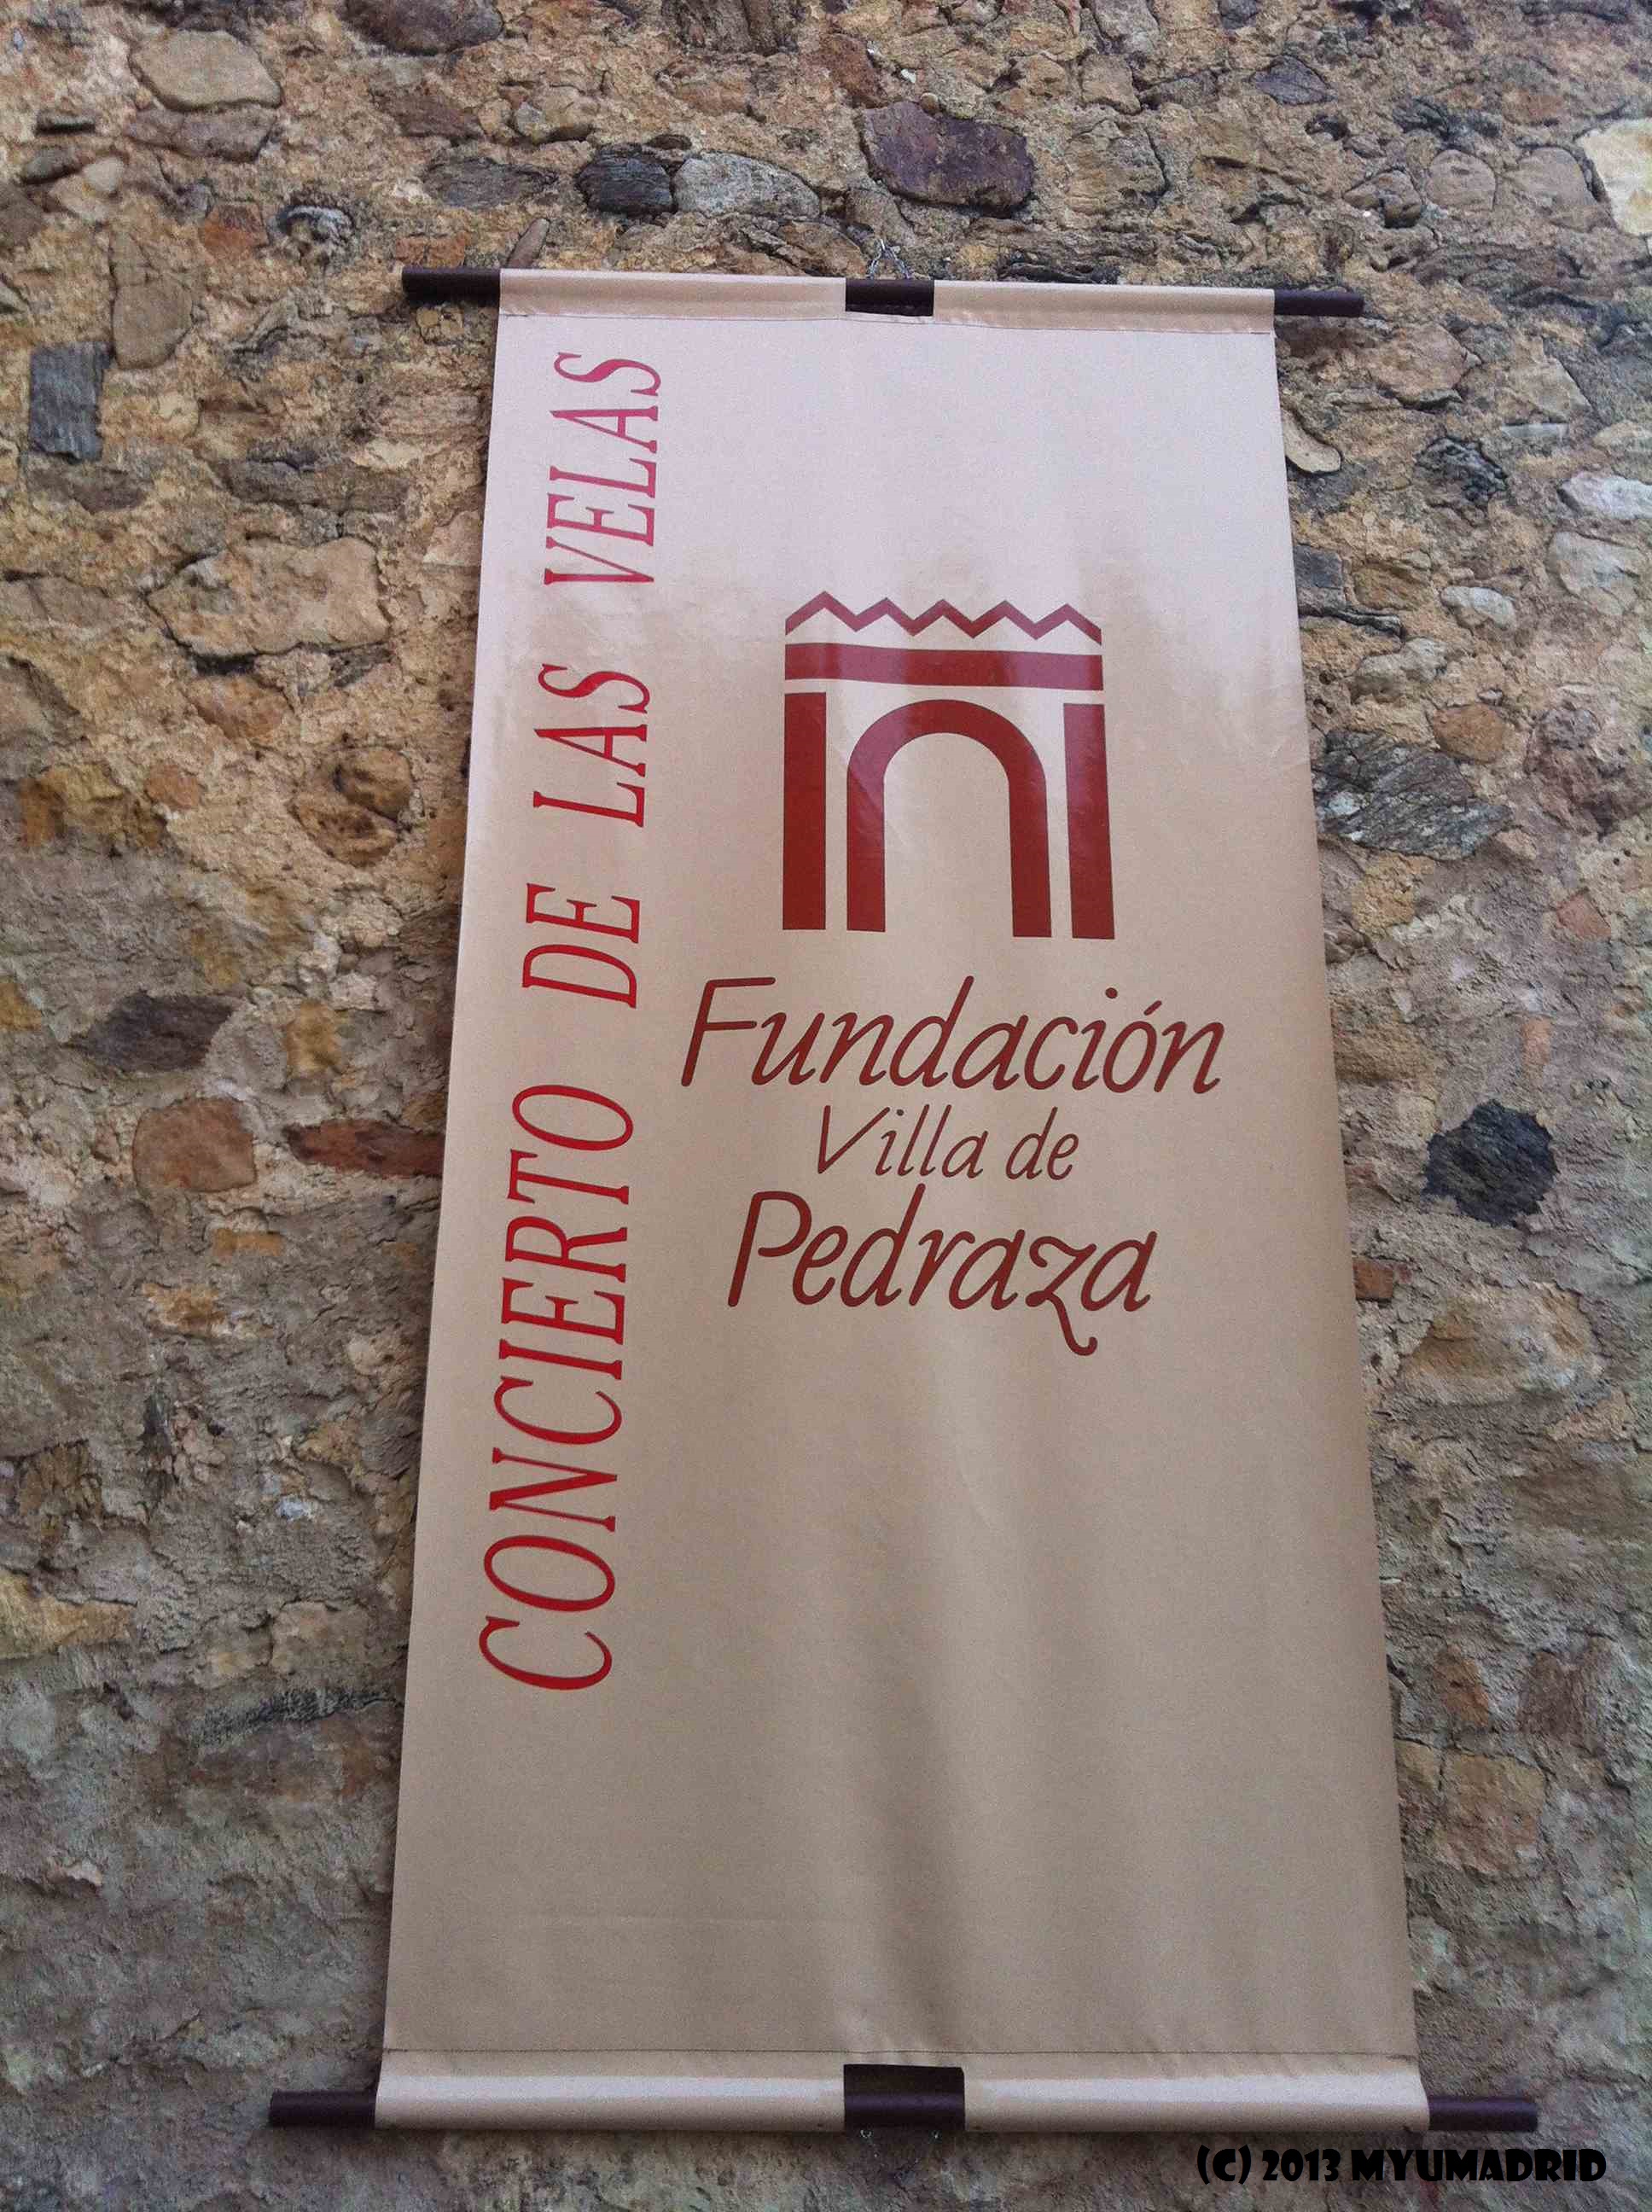 CONCIERTO DE LAS VELAS
Fundación
Villa de
Pedraza
(C) 2013 MYUMADRID